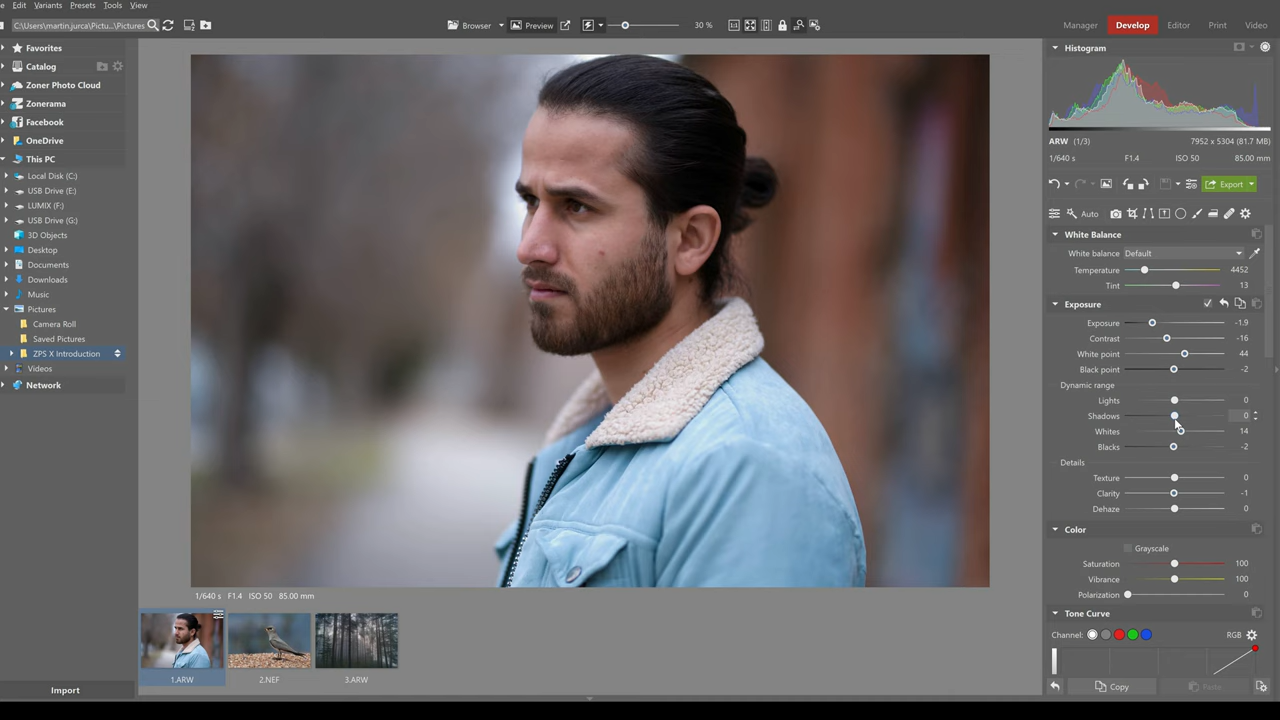 s Variants Presets Tools View
C:\Users\martin.jurca\Pictu...\Pictures
Browser Preview 30 %
Manager Develop Editor Print Video
Favorites
Catalog
Zoner Photo Cloud
Zonerama
Facebook
OneDrive
This PC
Local Disk (C:)
USB Drive (E:)
LUMIX (F:)
USB Drive (G:)
3D Objects
Desktop
Documents
Downloads
Music
Pictures
Camera Roll
Saved Pictures
ZPS X Introduction
Videos
Network
Import
1/640 s F1.4 ISO 50 85.00 mm
1.ARW 2.NEF 3.ARW
Histogram
ARW (1/3) 7952 x 5304 (81.7 MB)
1/640 s F1.4 ISO 50 85.00 mm
Export
Auto
White Balance
White balance Default
Temperature 4452
Tint 13
Exposure
Exposure -1.9
Contrast -16
White point 44
Black point -2
Dynamic range
Lights 0
Shadows 0
Whites 14
Blacks -2
Details
Texture 0
Clarity -1
Dehaze 0
Color
Grayscale
Saturation 100
Vibrance 100
Polarization 0
Tone Curve
Channel: RGB
Copy Paste